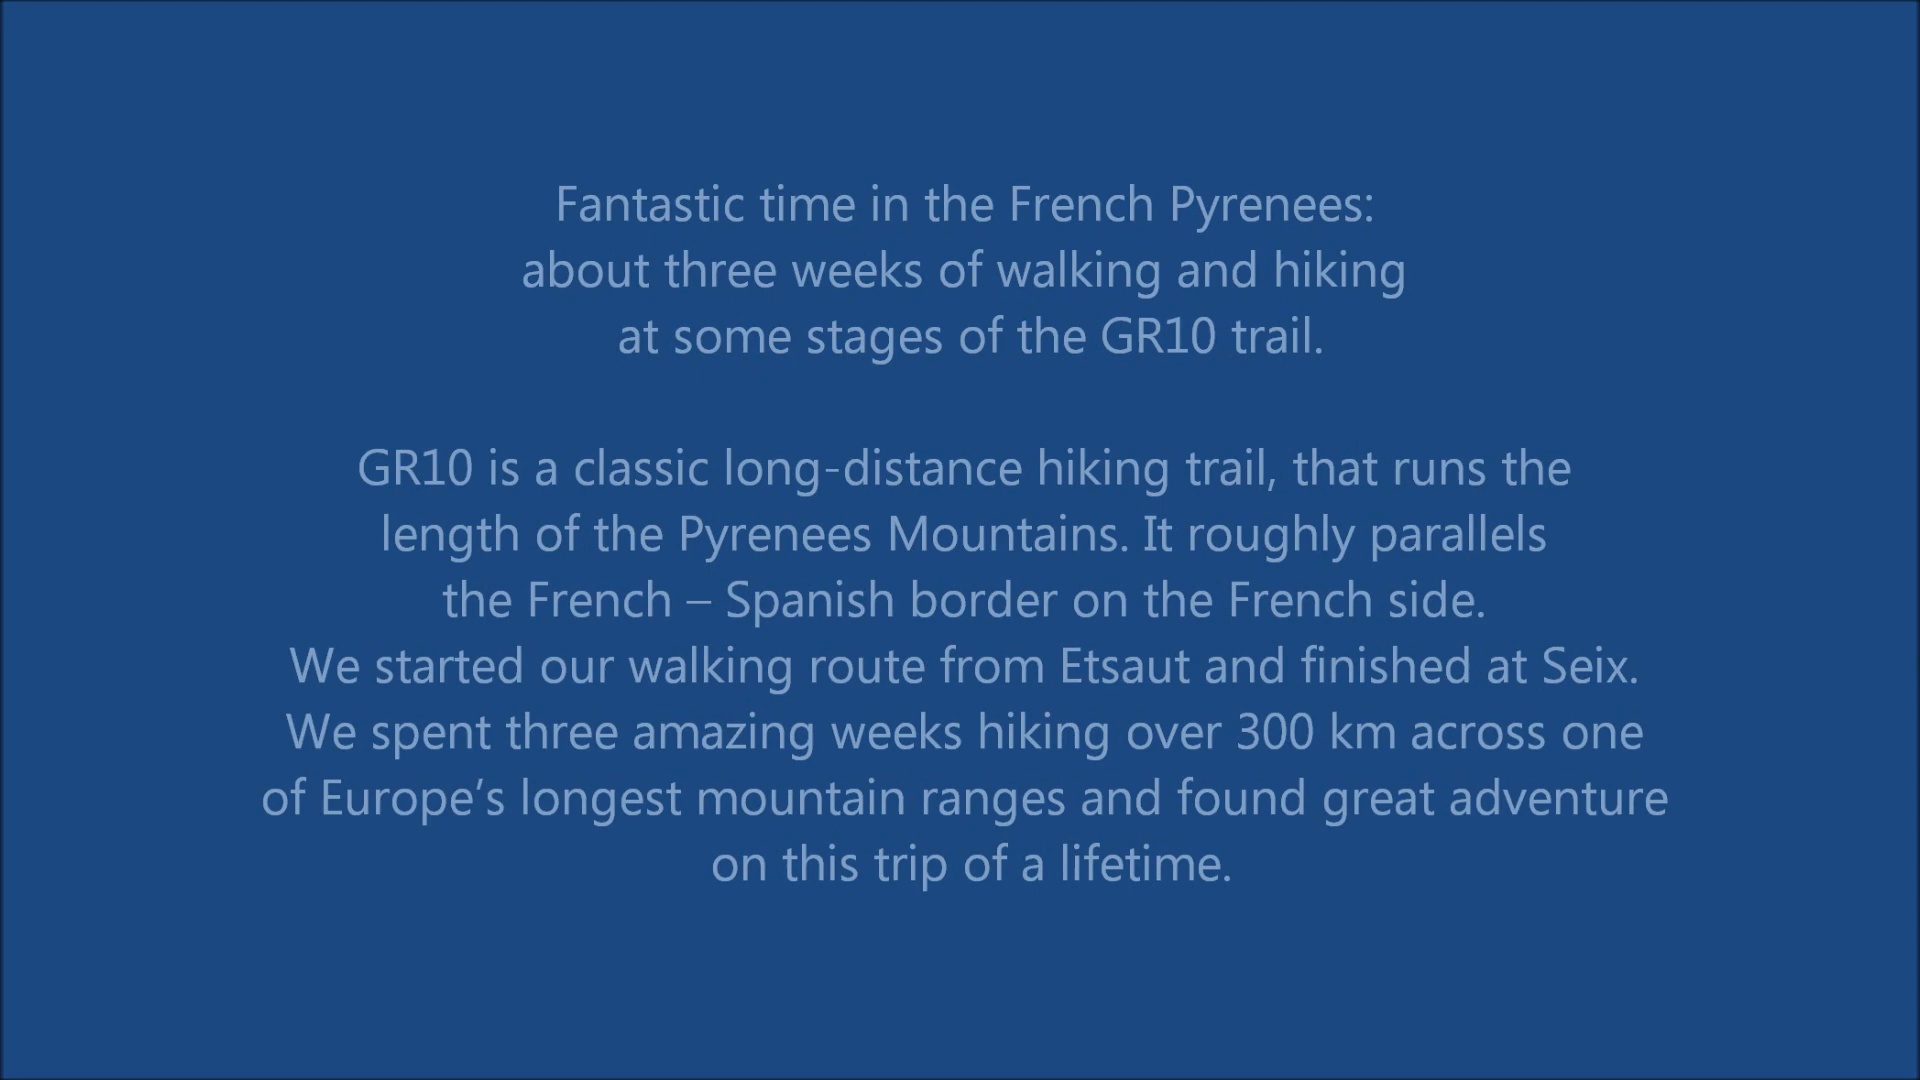 Fantastic time in the French Pyrenees:
about three weeks of walking and hiking
at some stages of the GR10 trail.
GR10 is a classic long-distance hiking trail, that runs the
length of the Pyrenees Mountains. It roughly parallels
the French – Spanish border on the French side.
We started our walking route from Etsaut and finished at Seix.
We spent three amazing weeks hiking over 300 km across one
of Europe’s longest mountain ranges and found great adventure
on this trip of a lifetime.